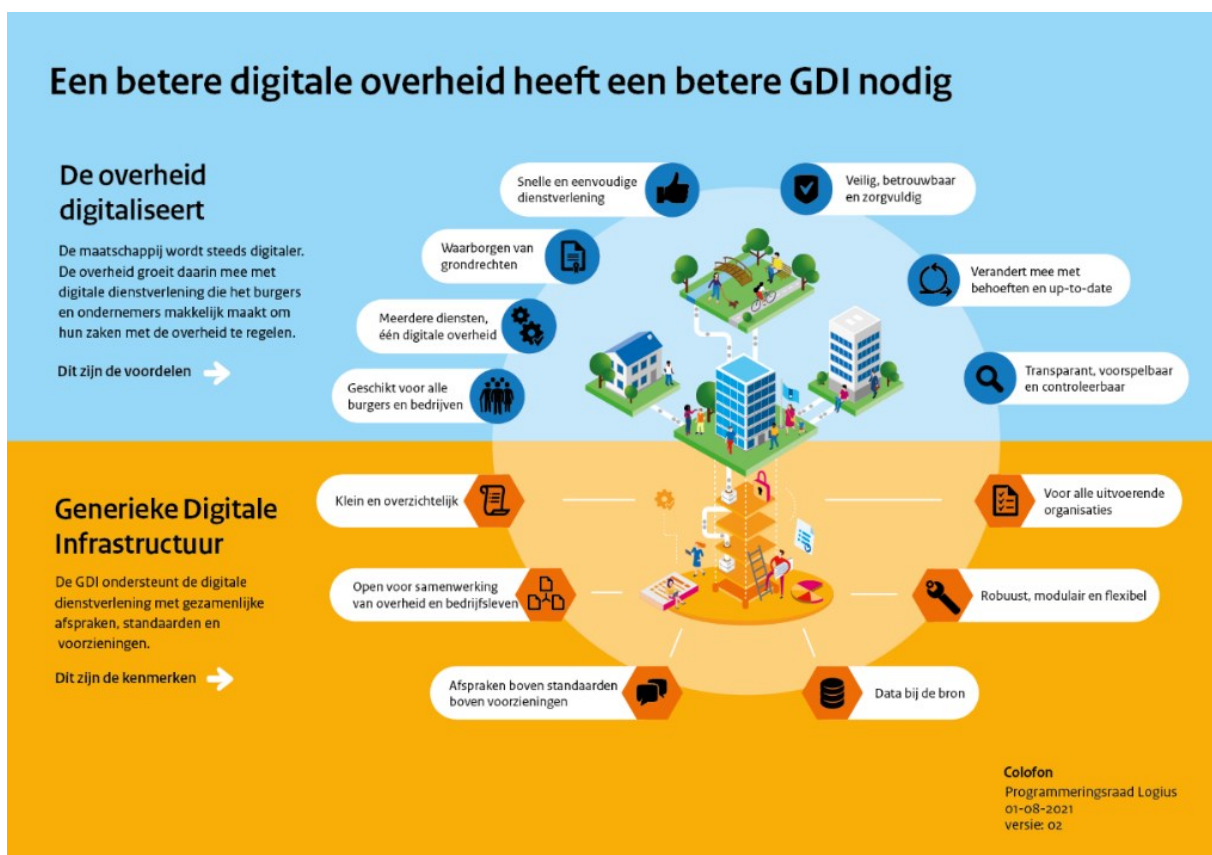 Een betere digitale overheid heeft een betere GDI nodig
De overheid
digitaliseert
De maatschappij wordt steeds digitaler.
De overheid groeit daarin mee met
digitale dienstverlening die het burgers
en ondernemers makkelijk maakt om
hun zaken met de overheid te regelen.
Dit zijn de voordelen
Snelle en eenvoudige
dienstverlening
Waarborgen van
grondrechten
Meerdere diensten,
één digitale overheid
Geschikt voor alle
burgers en bedrijven
Veilig, betrouwbaar
en zorgvuldig
Verandert mee met
behoeften en up-to-date
Transparant, voorspelbaar
en controleerbaar
Generieke Digitale
Infrastructuur
De GDI ondersteunt de digitale
dienstverlening met gezamenlijke
afspraken, standaarden en
voorzieningen.
Dit zijn de kenmerken
Klein en overzichtelijk
Open voor samenwerking
van overheid en bedrijfsleven
Afspraken boven standaarden
boven voorzieningen
Voor alle uitvoerende
organisaties
Robuust, modulair en flexibel
Data bij de bron
Colofon
Programmeringsraad Logius
01-08-2021
versie: 02